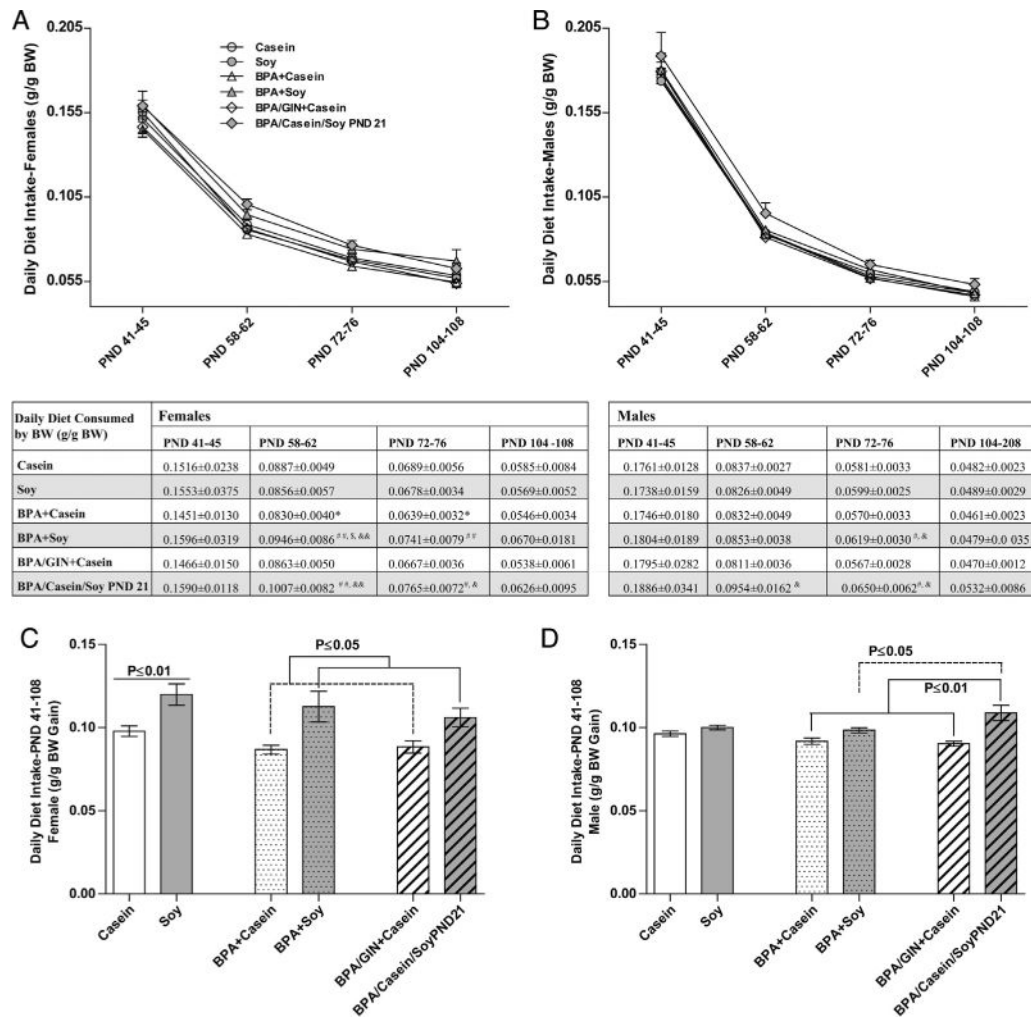 A
B
0.205
0.155
0.105
0.055
Daily Diet Intake-Females (g/g BW)
Casein
Soy
BPA+Casein
BPA+Soy
BPA/GIN+Casein
BPA/Casein/Soy PND 21
PND 41-45
PND 58-62
PND 72-76
PND 104-108
0.205
0.155
0.105
0.055
Daily Diet Intake-Males (g/g BW)
PND 41-45
PND 58-62
PND 72-76
PND 104-108
Daily Diet Consumed by BW (g/g BW) Females
PND 41-45 PND 58-62 PND 72-76 PND 104 -108
Casein 0.1516±0.0238 0.0887±0.0049 0.0689±0.0056 0.0585±0.0084
Soy 0.1553±0.0375 0.0856±0.0057 0.0678±0.0034 0.0569±0.0052
BPA+Casein 0.1451±0.0130 0.0830±0.0040* 0.0639±0.0032* 0.0546±0.0034
BPA+Soy 0.1596±0.0319 0.0946±0.0086 $, && 0.0741±0.0079 0.0670±0.0181
BPA/GIN+Casein 0.1466±0.0150 0.0863±0.0050 0.0667±0.0036 0.0538±0.0061
BPA/Casein/Soy PND 21 0.1590±0.0118 0.1007±0.0082 ##, && 0.0765±0.0072 #, & 0.0626±0.0095
Males
PND 41-45 PND 58-62 PND 72-76 PND 104-208
0.1761±0.0128 0.0837±0.0027 0.0581±0.0033 0.0482±0.0023
0.1738±0.0159 0.0826±0.0049 0.0599±0.0025 0.0489±0.0029
0.1746±0.0180 0.0832±0.0049 0.0570±0.0033 0.0461±0.0023
0.1804±0.0189 0.0853±0.0038 0.0619±0.0030 #, & 0.0479±0.0 035
0.1795±0.0282 0.0811±0.0036 0.0567±0.0028 0.0470±0.0012
0.1886±0.0341 0.0954±0.0162 & 0.0650±0.0062 #, & 0.0532±0.0086
C
D
0.15
0.10
0.05
0.00
Daily Diet Intake-PND 41-108
Female (g/g BW Gain)
P≤0.01
P≤0.05
Casein
Soy
BPA+Casein
BPA+Soy
BPA/GIN+Casein
BPA/Casein/SoyPND21
0.15
0.10
0.05
0.00
Daily Diet Intake-PND 41-108
Male (g/g BW Gain)
P≤0.05
P≤0.01
Casein
Soy
BPA+Casein
BPA+Soy
BPA/GIN+Casein
BPA/Casein/SoyPND21